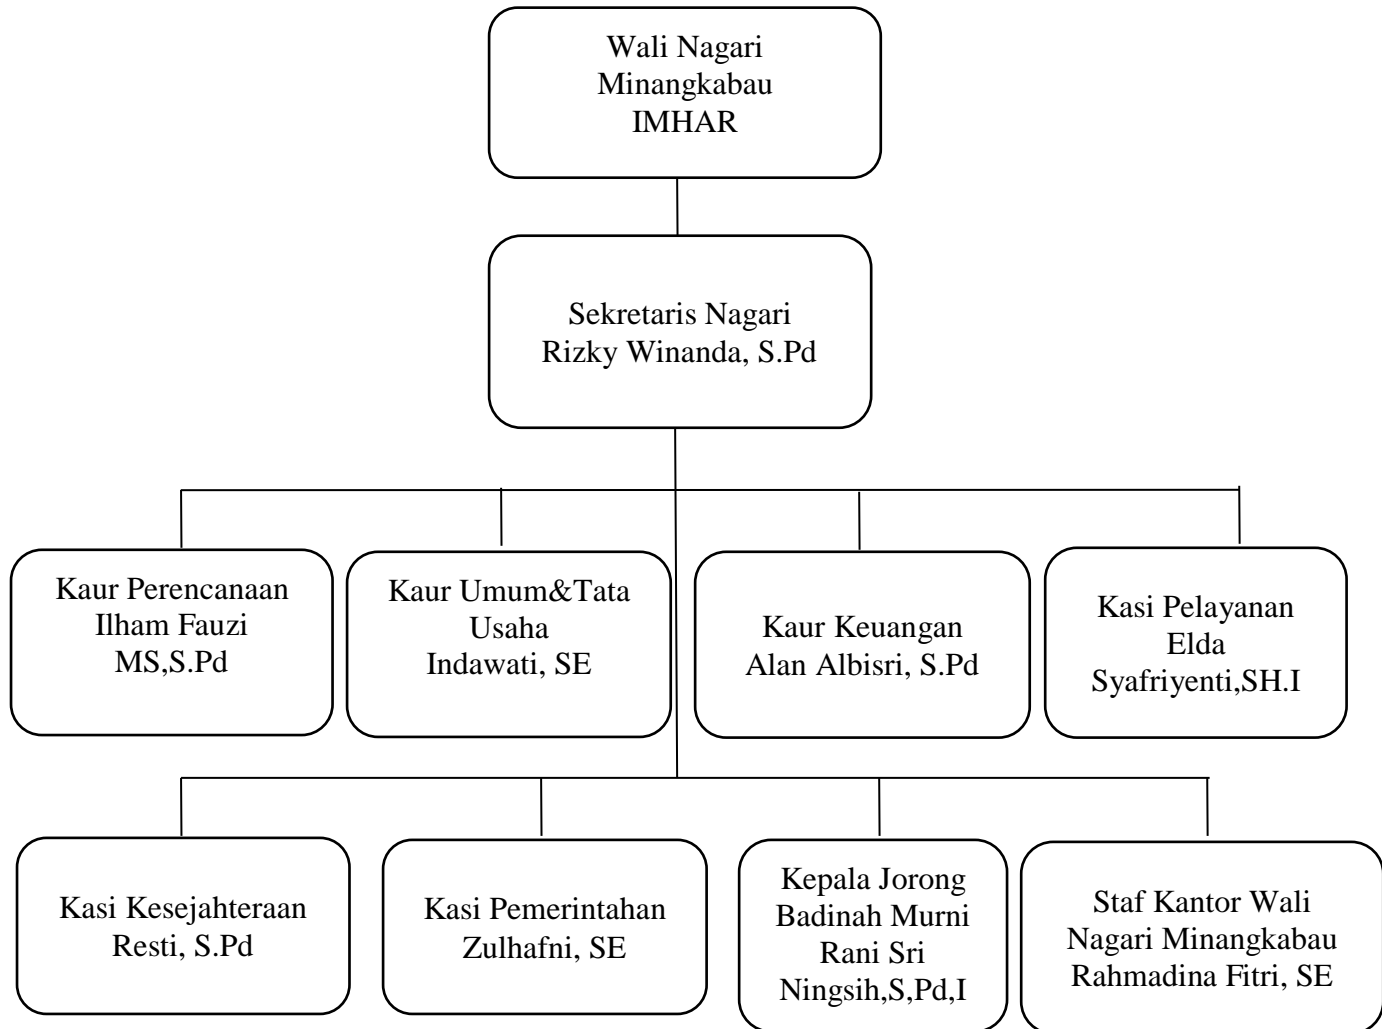 Wali Nagari
Minangkabau
IMHAR
Sekretaris Nagari
Rizky Winanda, S.Pd
Kaur Perencanaan
Ilham Fauzi
MS,S.Pd
Kaur Umum&Tata
Usaha
Indawati, SE
Kaur Keuangan
Alan Albisri, S.Pd
Kasi Pelayanan
Elda
Syafriyenti,SH.I
Kasi Kesejahteraan
Resti, S.Pd
Kasi Pemerintahan
Zulhafni, SE
Kepala Jorong
Badinah Murni
Rani Sri
Ningsih,S,Pd,I
Staf Kantor Wali
Nagari Minangkabau
Rahmadina Fitri, SE